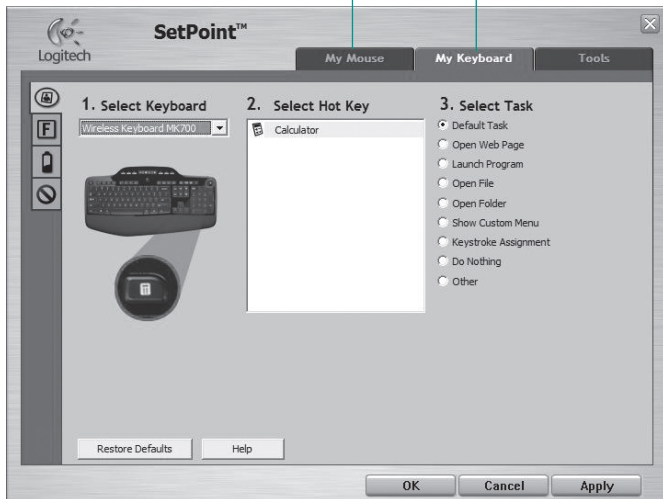 SetPoint™
Logitech
My Mouse
My Keyboard
Tools
1. Select Keyboard
Wireless Keyboard MK700
2. Select Hot Key
Calculator
3. Select Task
Default Task
Open Web Page
Launch Program
Open File
Open Folder
Show Custom Menu
Keystroke Assignment
Do Nothing
Other
F
Restore Defaults
Help
OK
Cancel
Apply